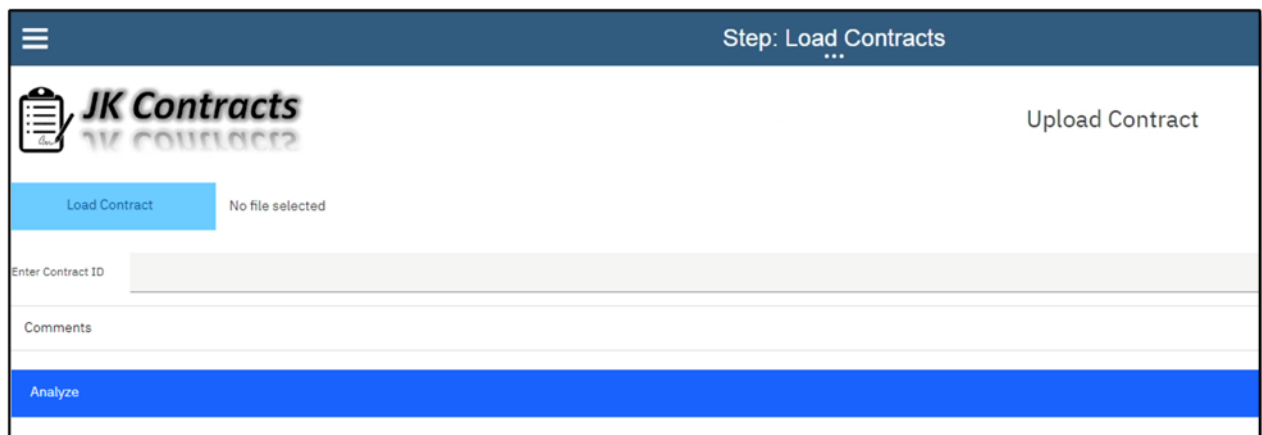 Step: Load Contracts
JK Contracts
Upload Contract
Load Contract
No file selected
Enter Contract ID
Comments
Analyze